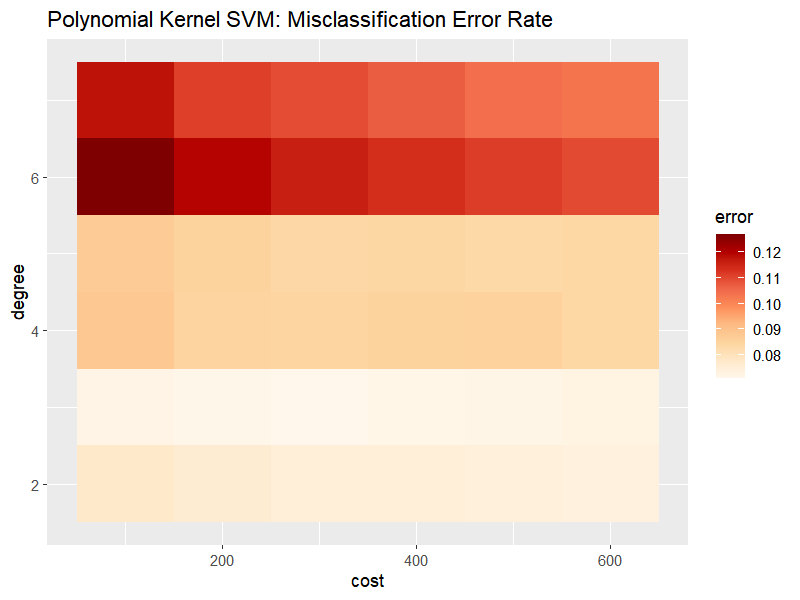 Polynomial Kernel SVM: Misclassification Error Rate
degree
6
4
2
200
400
600
cost
error
0.12
0.11
0.10
0.09
0.08